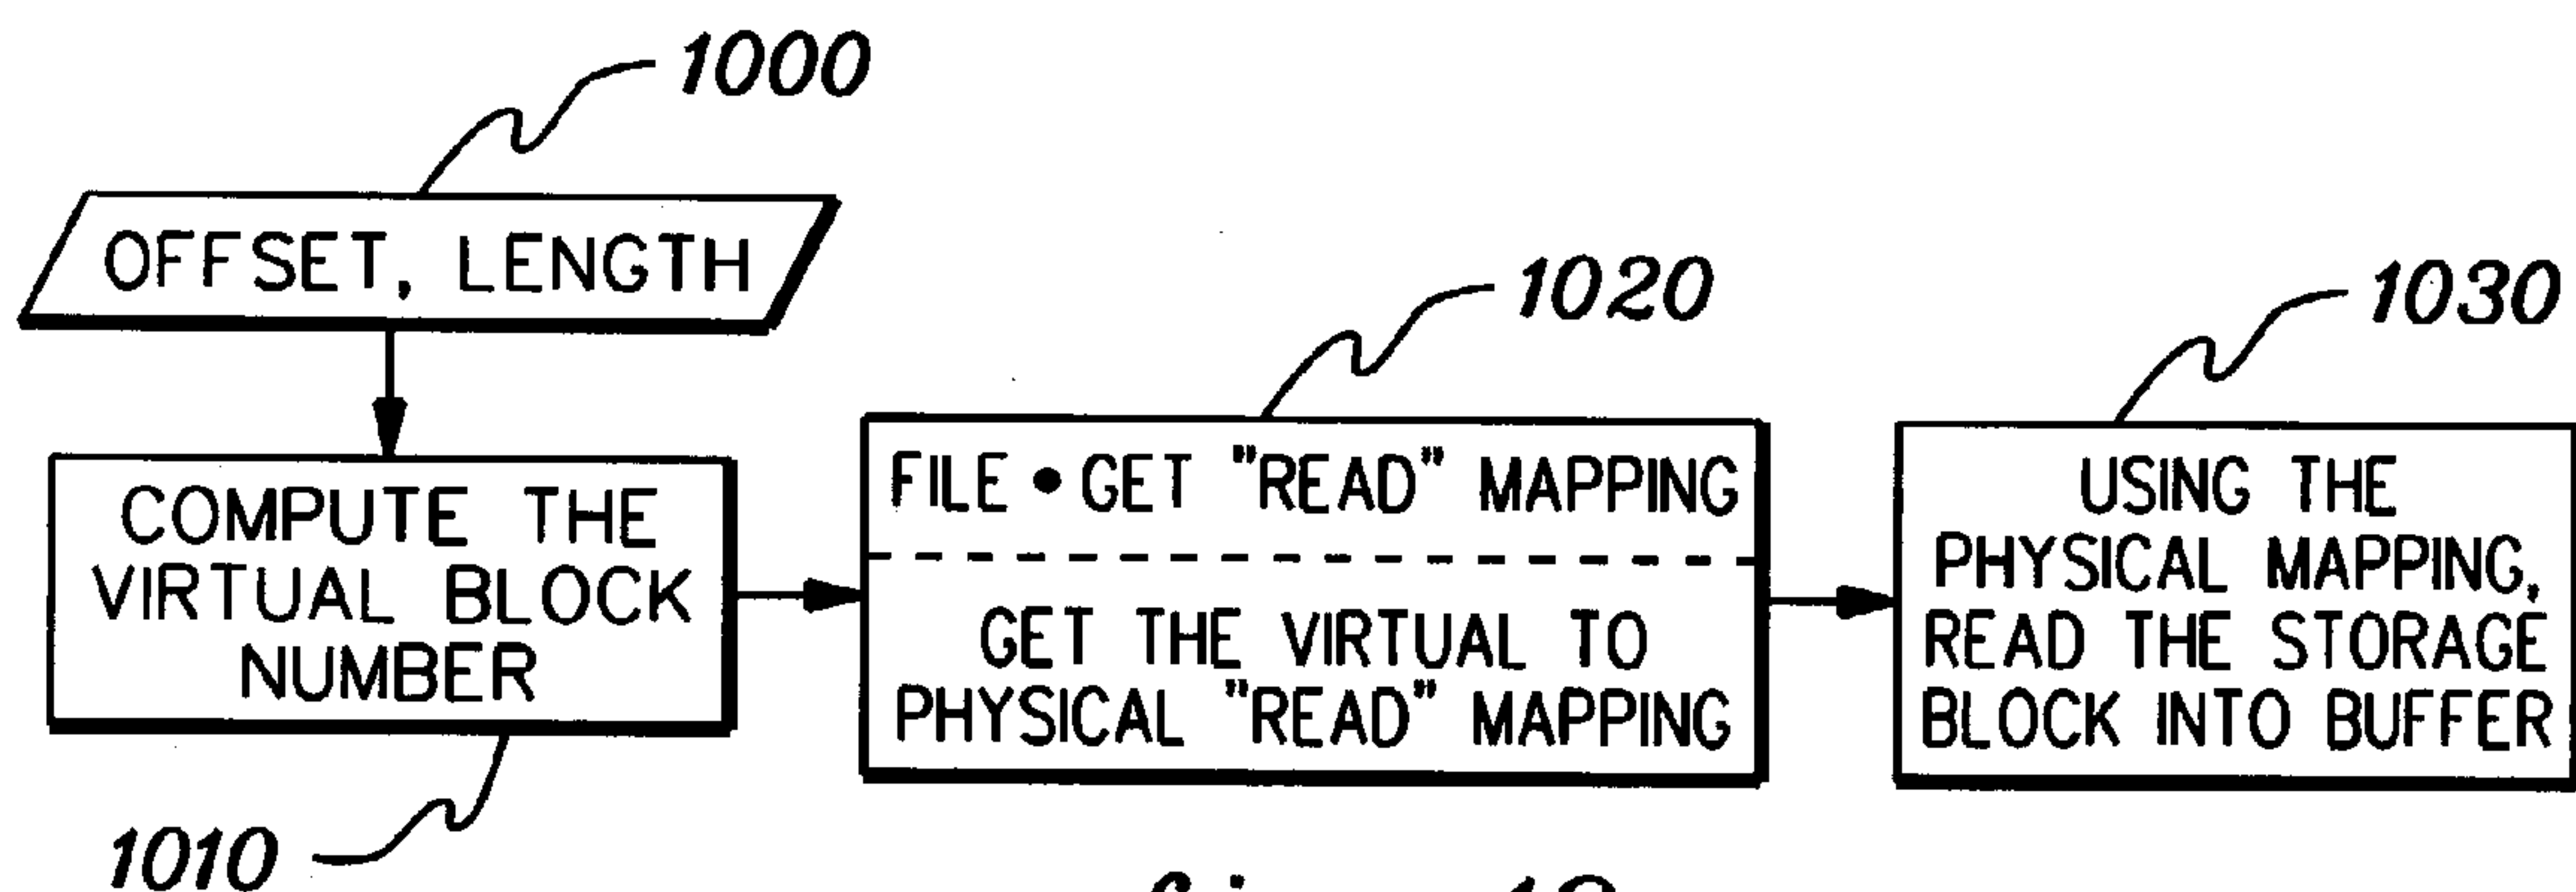 1000
OFFSET, LENGTH
1020
1030
COMPUTE THE
VIRTUAL BLOCK
NUMBER
FILE • GET "READ" MAPPING
GET THE VIRTUAL TO
PHYSICAL "READ" MAPPING
USING THE
PHYSICAL MAPPING,
READ THE STORAGE
BLOCK INTO BUFFER
1010